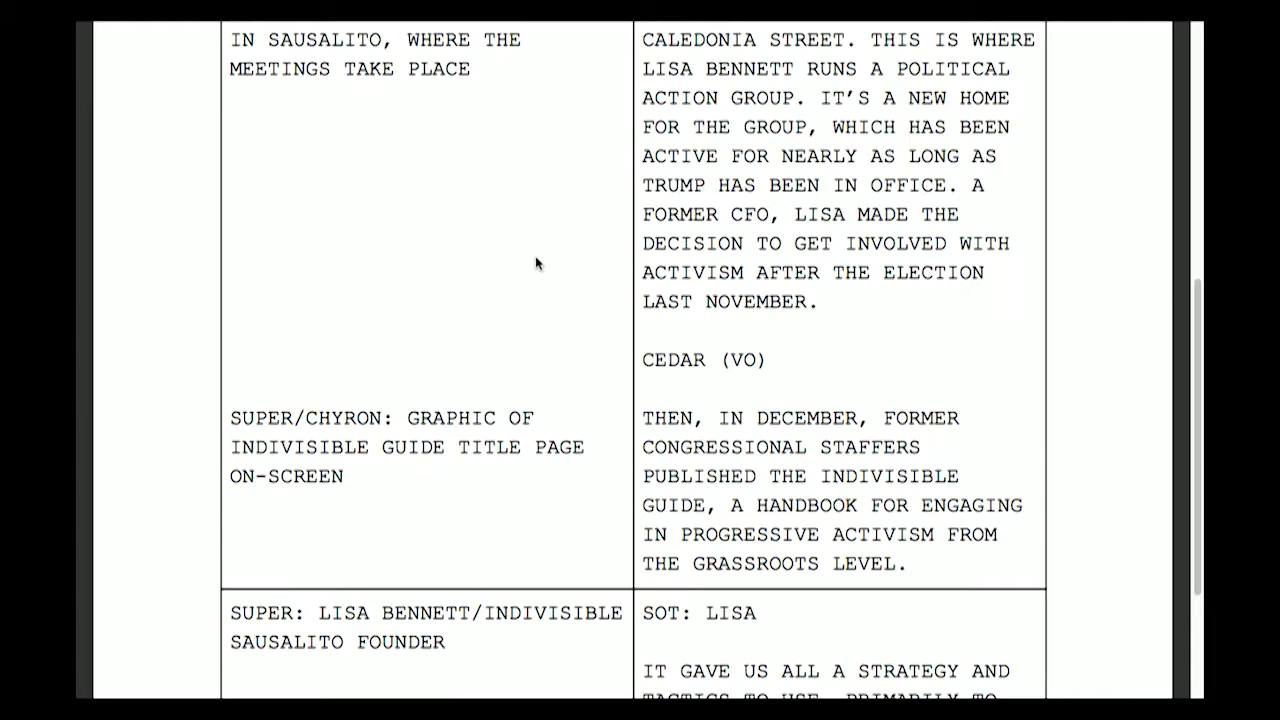 IN SAUSALITO, WHERE THE
MEETINGS TAKE PLACE
CALEDONIA STREET. THIS IS WHERE
LISA BENNETT RUNS A POLITICAL
ACTION GROUP. IT'S A NEW HOME
FOR THE GROUP, WHICH HAS BEEN
ACTIVE FOR NEARLY AS LONG AS
TRUMP HAS BEEN IN OFFICE. A
FORMER CFO, LISA MADE THE
DECISION TO GET INVOLVED WITH
ACTIVISM AFTER THE ELECTION
LAST NOVEMBER.
CEDAR (VO)
SUPER/CHYRON: GRAPHIC OF
INDIVISIBLE GUIDE TITLE PAGE
ON-SCREEN
THEN, IN DECEMBER, FORMER
CONGRESSIONAL STAFFERS
PUBLISHED THE INDIVISIBLE
GUIDE, A HANDBOOK FOR ENGAGING
IN PROGRESSIVE ACTIVISM FROM
THE GRASSROOTS LEVEL.
SUPER: LISA BENNETT/INDIVISIBLE
SAUSALITO FOUNDER
SOT: LISA
IT GAVE US ALL A STRATEGY AND
TACTICS TO USE, PRIMARILY TO